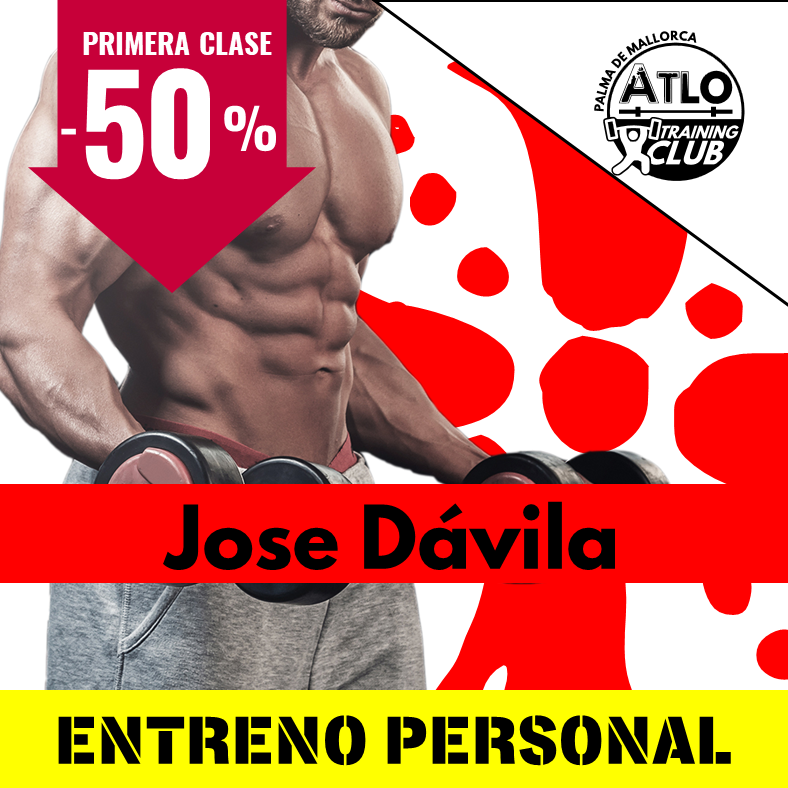 PRIMERA CLASE
-50%
PALMA DE MALLORCA
ATLO
TRAINING
CLUB
Jose Dávila
ENTRENO PERSONAL